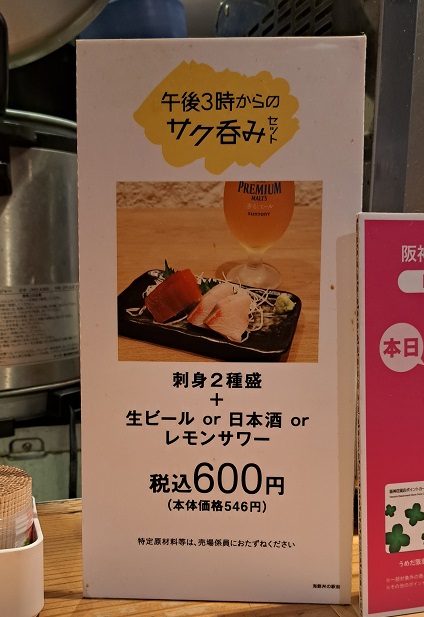 午後3時からの
サク呑みセット
PREMIUM
MALT'S
SUNTORY
刺身2種盛
+
生ビール or 日本酒 or
レモンサワー
税込600円
(本体価格546円)
特定原材料等は、売場係員におたずねください
阪神
本日